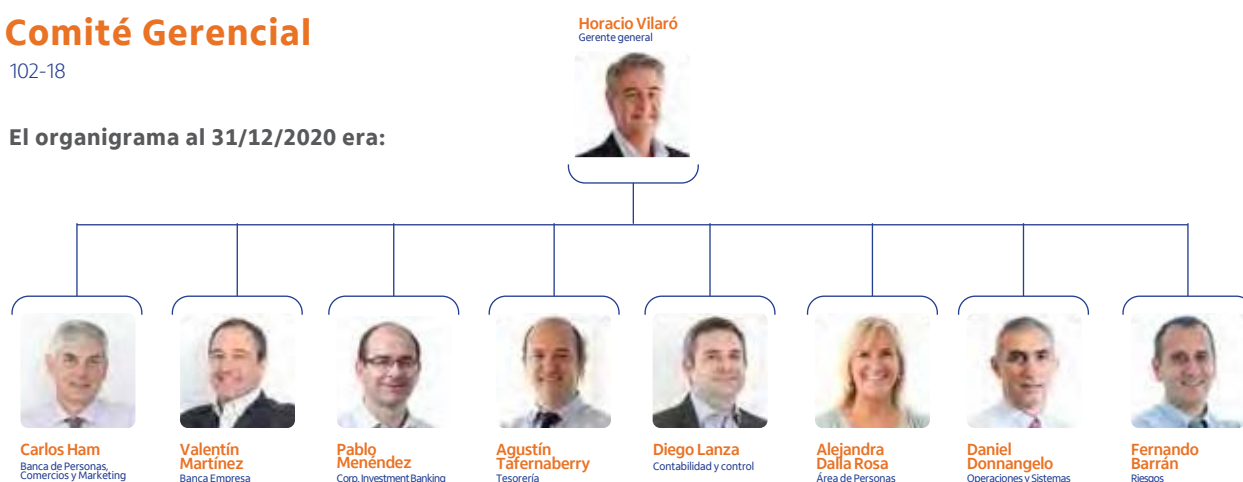 Comité Gerencial
102-18
El organigrama al 31/12/2020 era:
Horacio Vilaró
Gerente general
Carlos Ham
Banca de Personas,
Comercios y Marketing
Valentín
Martínez
Banca Empresa
Pablo
Menéndez
Corp. Investment Banking
Agustín
Tafernaberry
Tesorería
Diego Lanza
Contabilidad y control
Alejandra
Dalla Rosa
Área de Personas
Daniel
Donnangelo
Operaciones y Sistemas
Fernando
Barrán
Riesgos